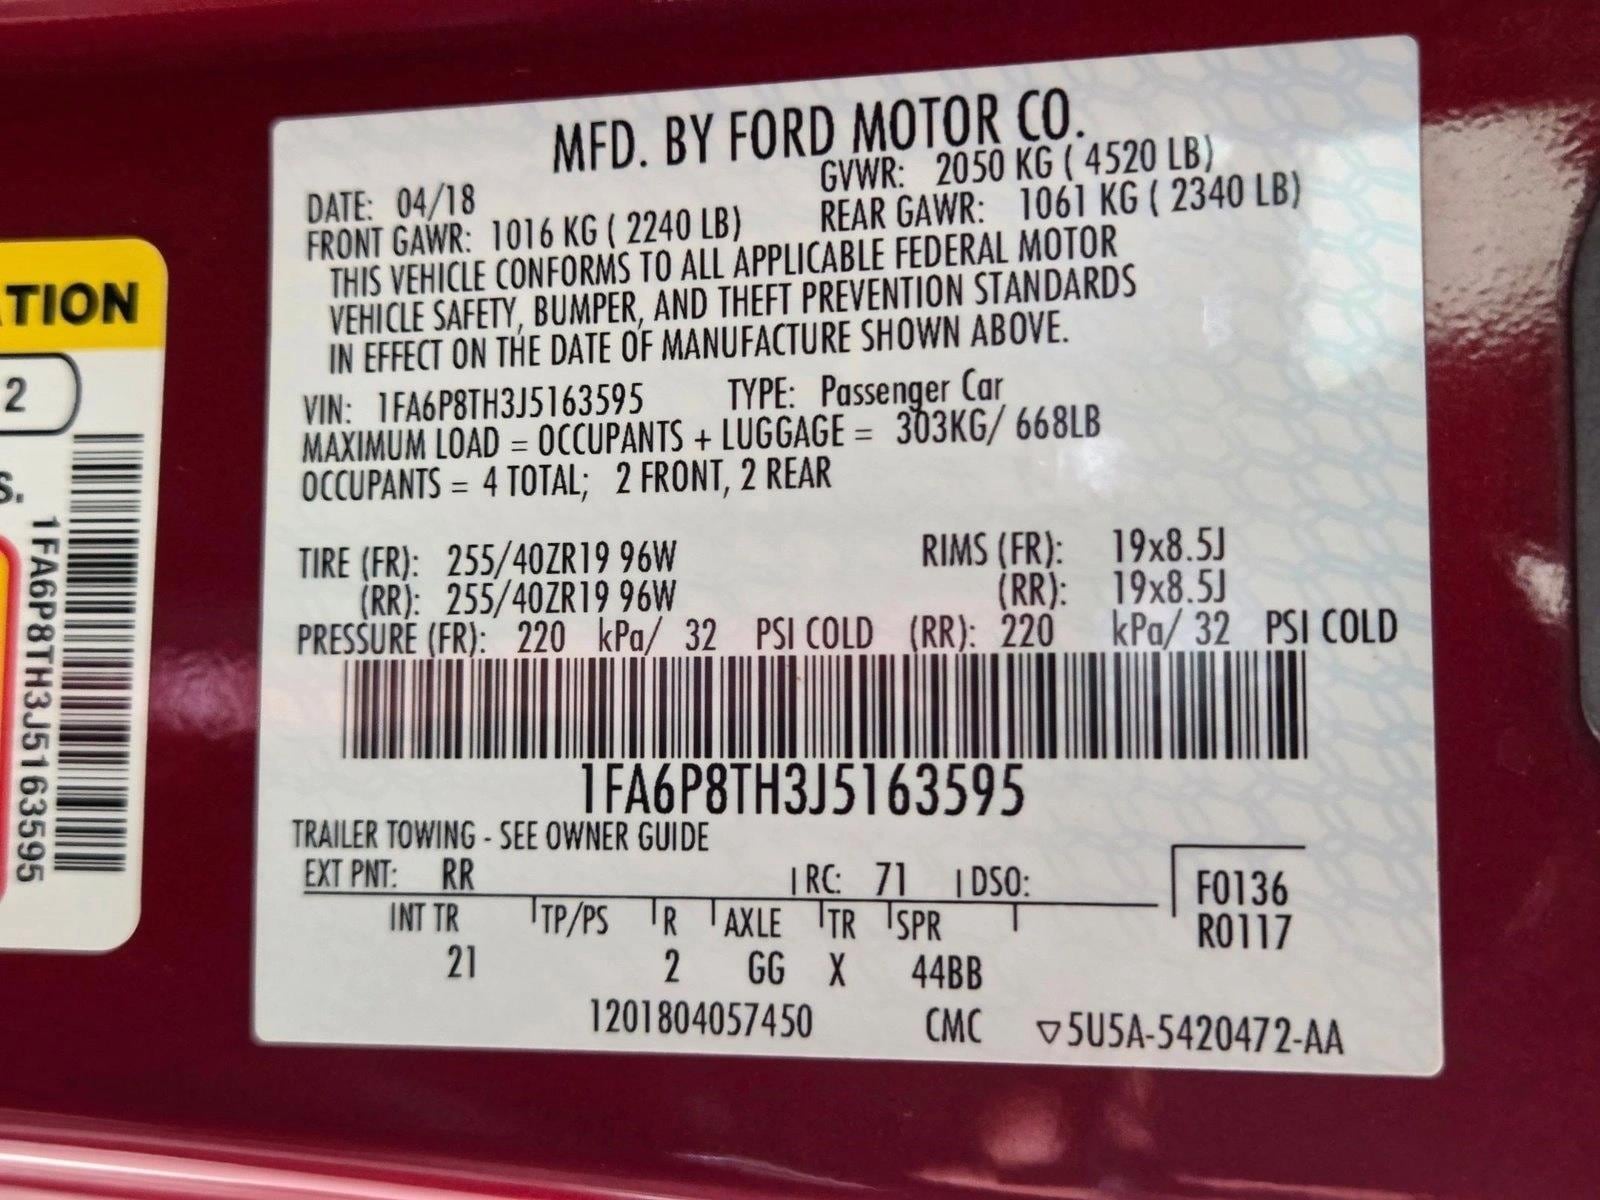 MFD. BY FORD MOTOR CO.
DATE: 04/18 GVWR: 2050 KG ( 4520 LB)
FRONT GAWR: 1016 KG ( 2240 LB) REAR GAWR: 1061 KG ( 2340 LB)
THIS VEHICLE CONFORMS TO ALL APPLICABLE FEDERAL MOTOR
VEHICLE SAFETY, BUMPER, AND THEFT PREVENTION STANDARDS
IN EFFECT ON THE DATE OF MANUFACTURE SHOWN ABOVE.
VIN: 1FA6P8TH3J5163595 TYPE: Passenger Car
MAXIMUM LOAD = OCCUPANTS + LUGGAGE = 303KG/ 668LB
OCCUPANTS = 4 TOTAL; 2 FRONT, 2 REAR
TIRE (FR): 255/40ZR19 96W RIMS (FR): 19x8.5J
(RR): 255/40ZR19 96W (RR): 19x8.5J
PRESSURE (FR): 220 kPa/ 32 PSI COLD (RR): 220 kPa/ 32 PSI COLD
1FA6P8TH3J5163595
TRAILER TOWING - SEE OWNER GUIDE
EXT PNT: RR RC: 71 DSO:
F0136
R0117
INT TR TP/PS R AXLE TR SPR
21 2 GG X 44BB
1201804057450 CMC ▽5U5A-5420472-AA
ATION
2
S.
1FA6P8TH3J5163595